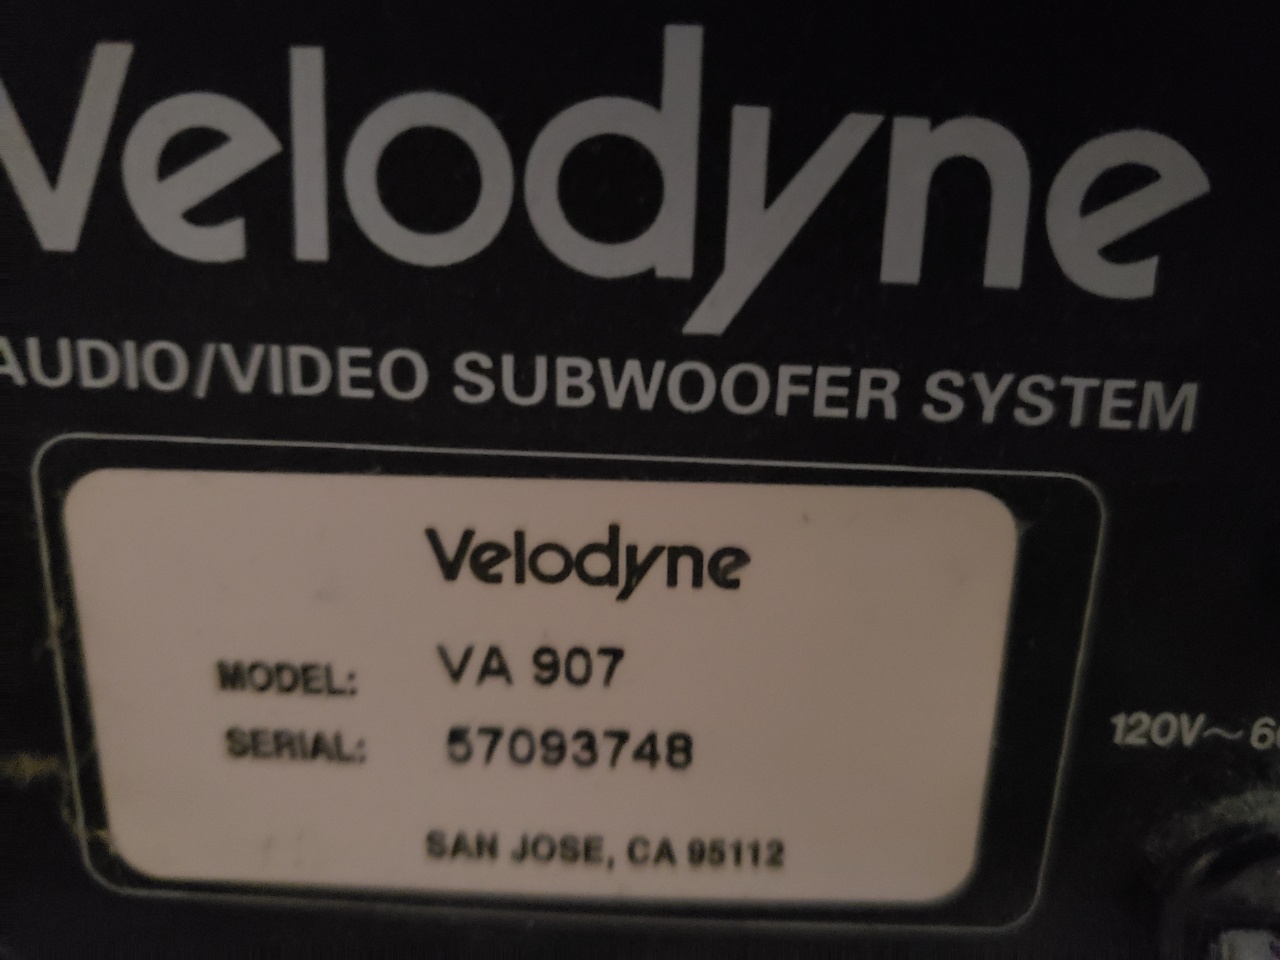 Velodyne
AUDIO/VIDEO SUBWOOFER SYSTEM
Velodyne
MODEL: VA 907
SERIAL: 57093748
SAN JOSE, CA 95112
120V~